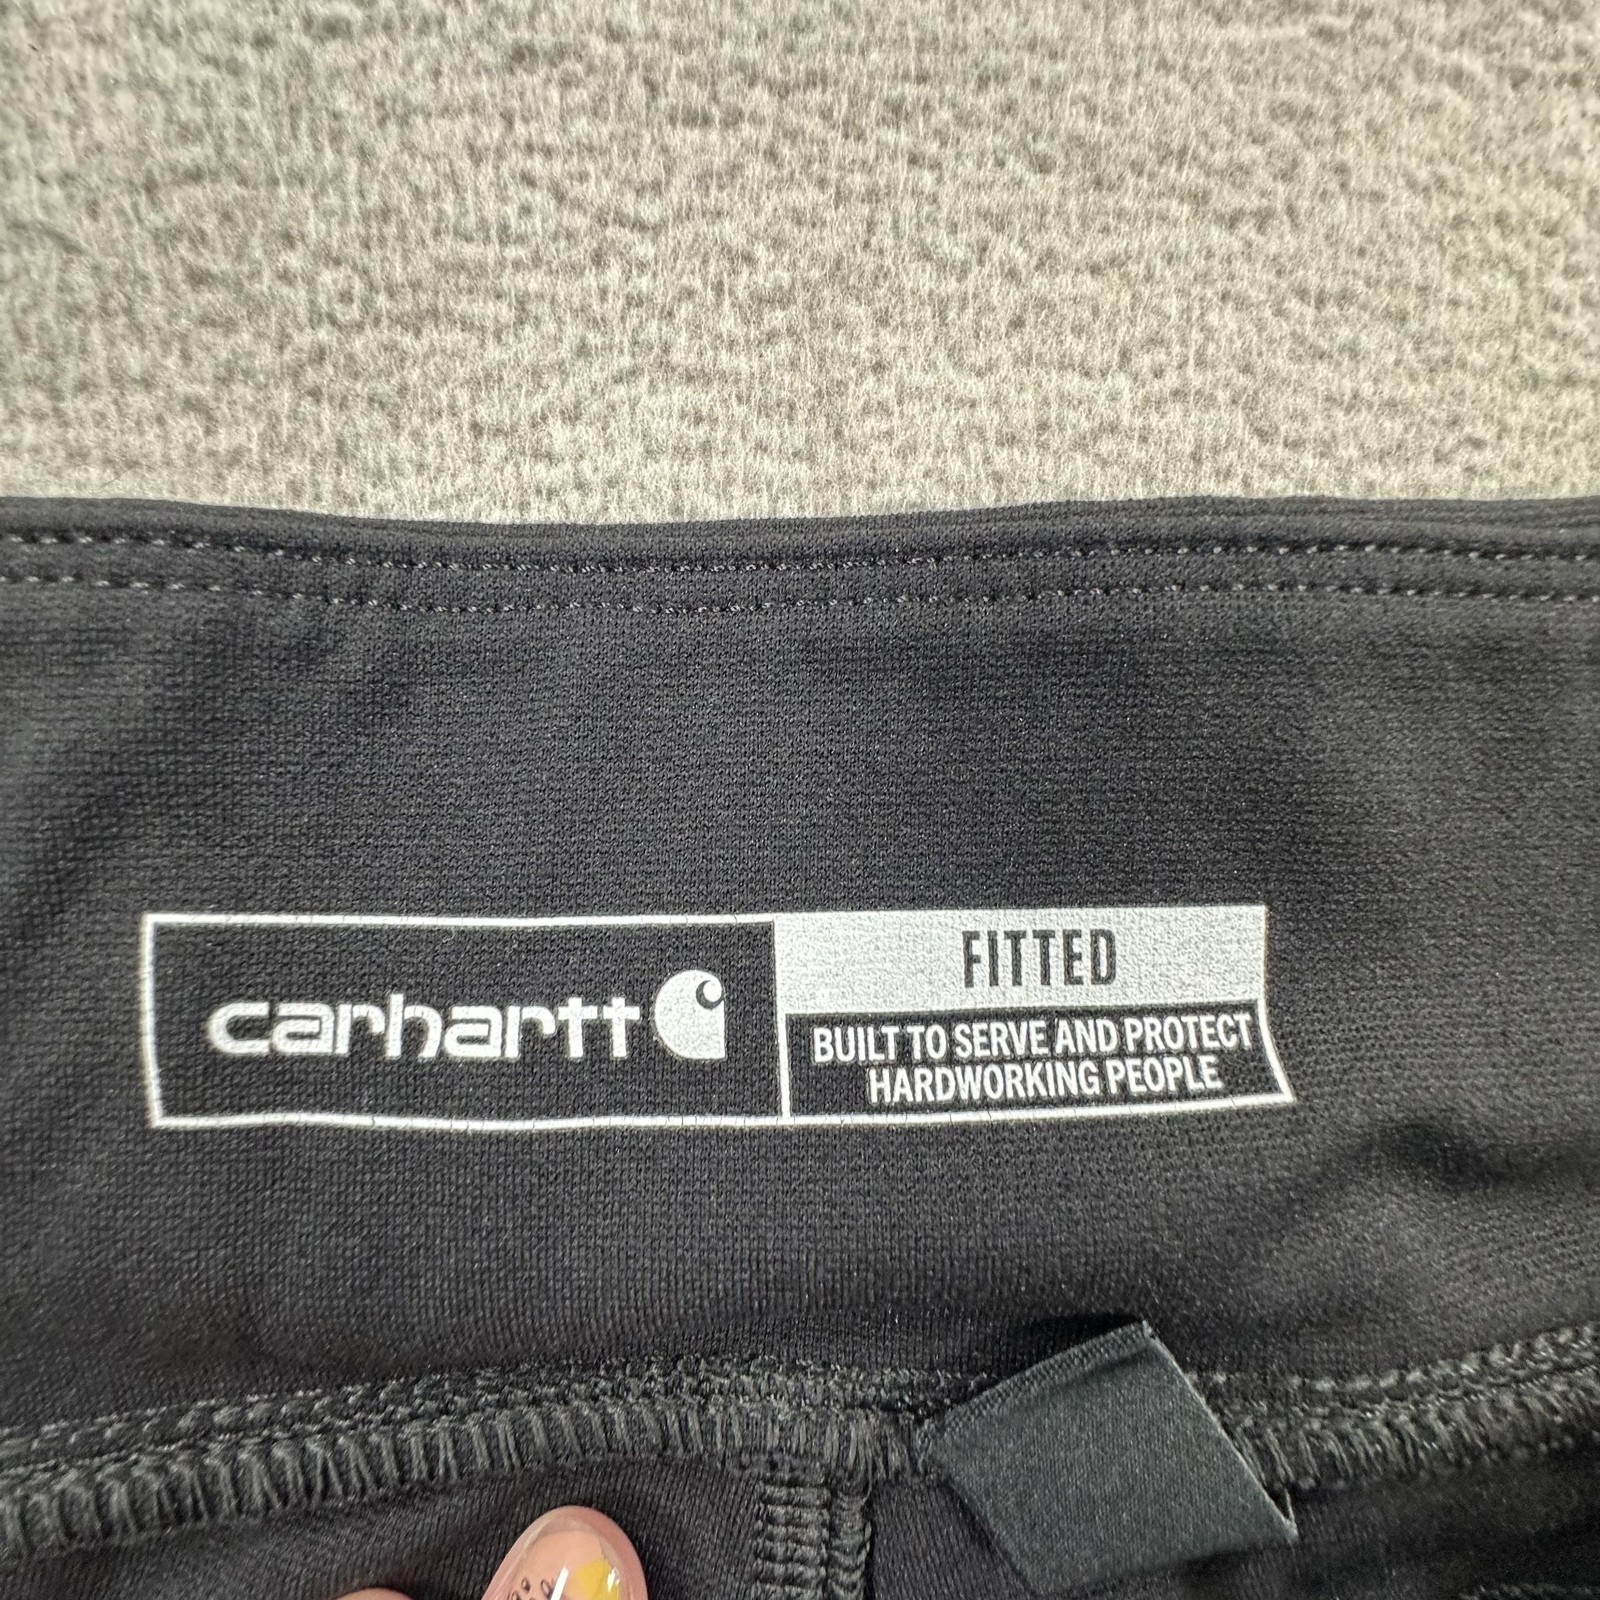 carhartt
FITTED
BUILT TO SERVE AND PROTECT
HARDWORKING PEOPLE